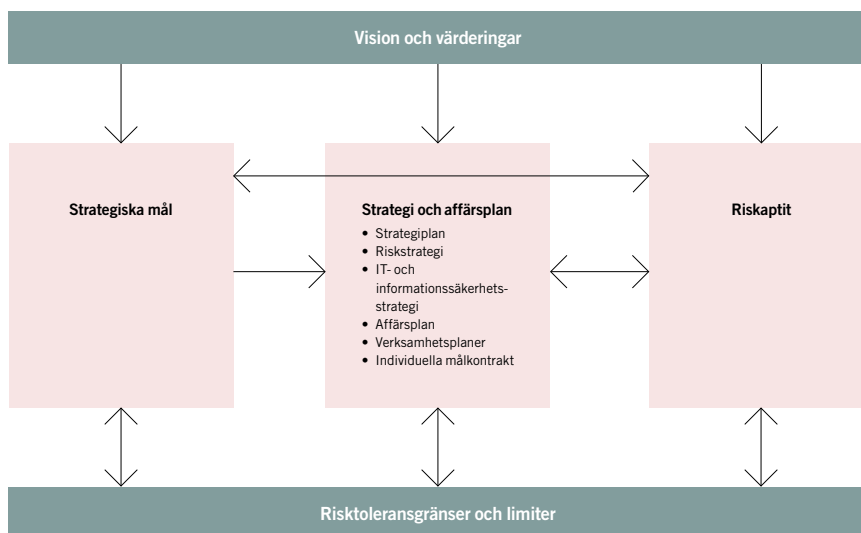 Vision och värderingar
Strategiska mål
Strategi och affärsplan
• Strategiplan
• Riskstrategi
• IT- och
informationssäkerhets-
strategi
• Affärsplan
• Verksamhetsplaner
• Individuella målkontrakt
Riskaptit
Risktoleransgränser och limiter